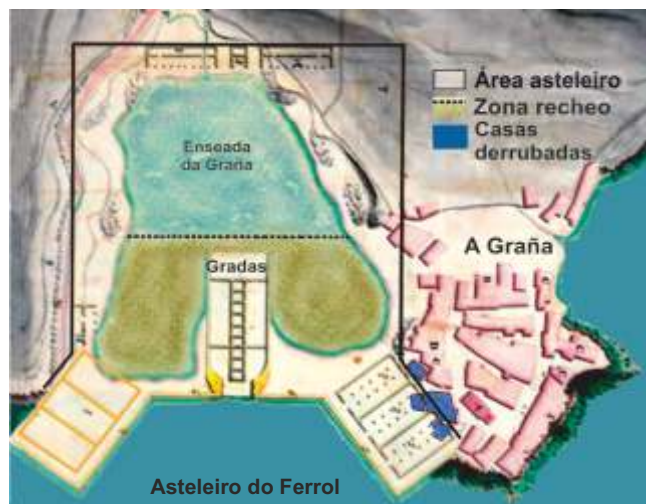 Área asteleiro
Zona recheo
Casas
derrubadas
Enseada
da Graña
A Graña
Gradas
Asteleiro do Ferrol